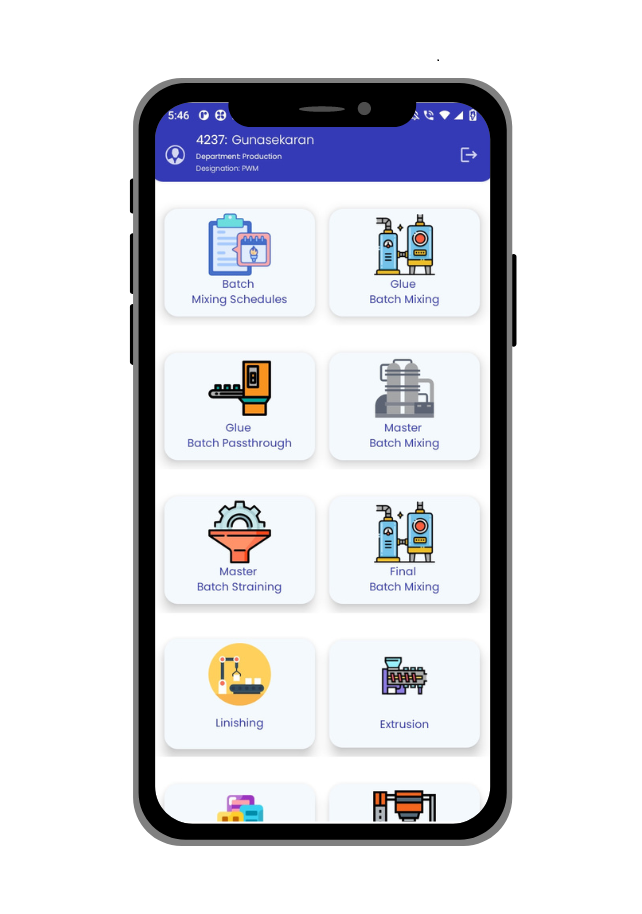 5:46
4237: Gunasekaran
Department: Production
Designation: PWM
Batch
Mixing Schedules
Glue
Batch Mixing
Glue
Batch Passthrough
Master
Batch Mixing
Master
Batch Straining
Final
Batch Mixing
Linishing
Extrusion